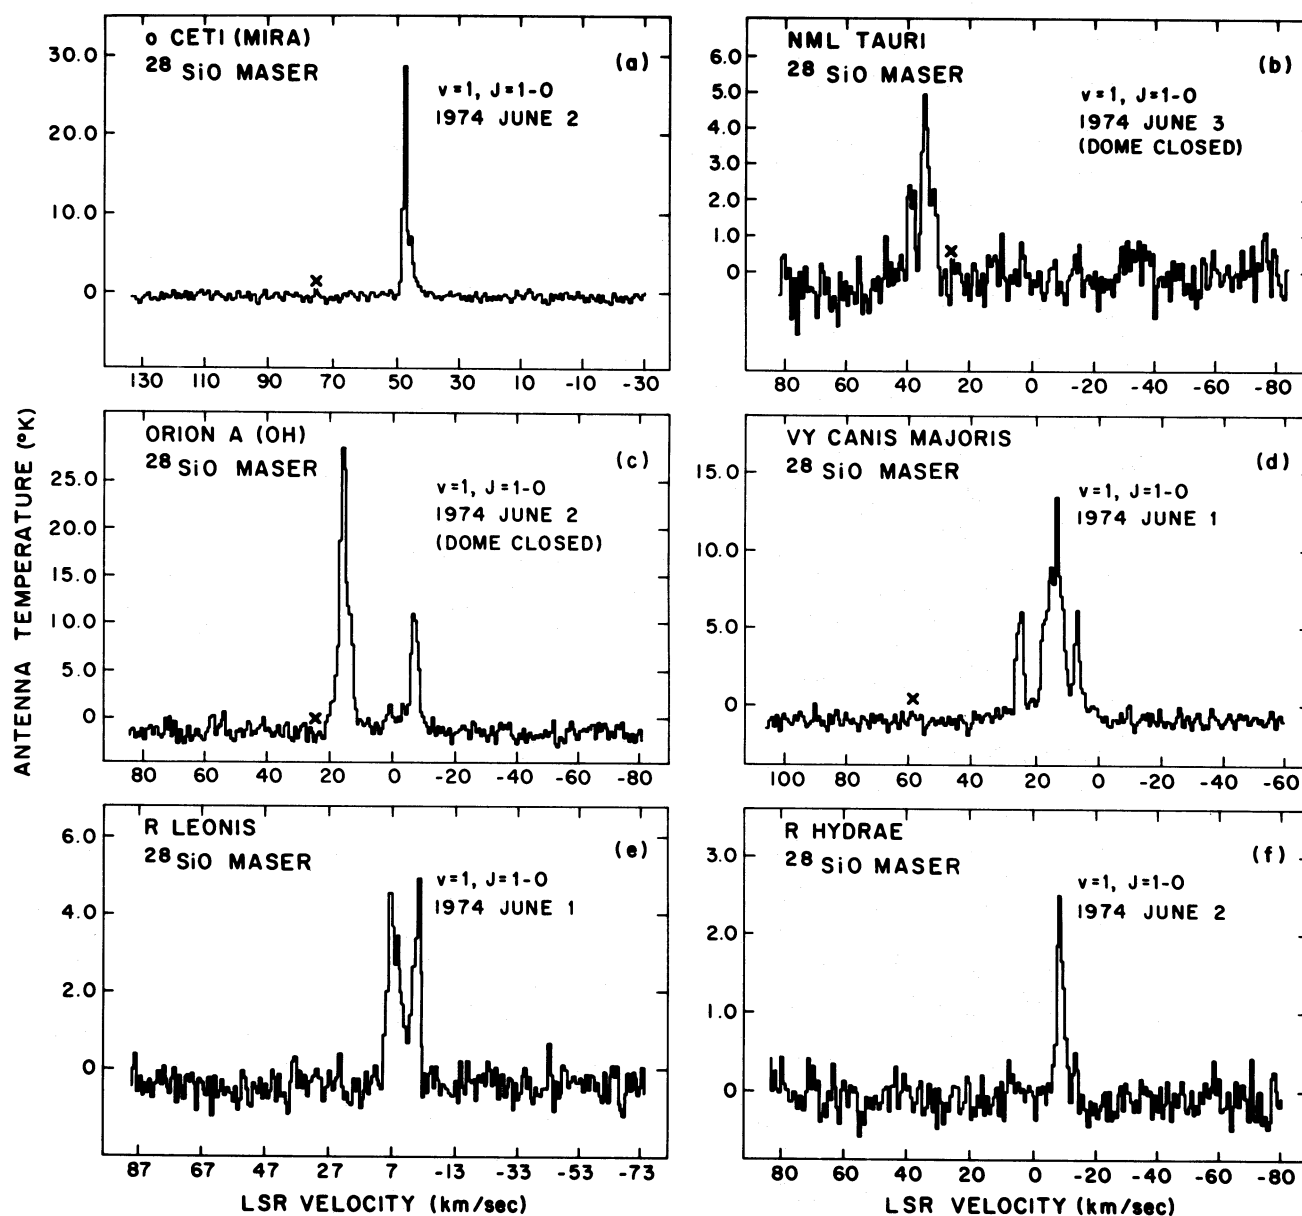 o CETI (MIRA)
28 SiO MASER
(a)
v=1, J=1-0
1974 JUNE 2
30.0
20.0
10.0
0
x
130 110 90 70 50 30 10 -10 -30
NML TAURI
28 SiO MASER
(b)
v=1, J=1-0
1974 JUNE 3
(DOME CLOSED)
6.0
5.0
4.0
3.0
2.0
1.0
0
x
80 60 40 20 0 -20 -40 -60 -80
ANTENNA TEMPERATURE (°K)
ORION A (OH)
28 SiO MASER
(c)
v=1, J=1-0
1974 JUNE 2
(DOME CLOSED)
25.0
20.0
15.0
10.0
5.0
0
x
80 60 40 20 0 -20 -40 -60 -80
VY CANIS MAJORIS
28 SiO MASER
(d)
v=1, J=1-0
1974 JUNE 1
15.0
10.0
5.0
0
x
100 80 60 40 20 0 -20 -40 -60
R LEONIS
28 SiO MASER
(e)
v=1, J=1-0
1974 JUNE 1
6.0
4.0
2.0
0
87 67 47 27 7 -13 -33 -53 -73
LSR VELOCITY (km/sec)
R HYDRAE
28 SiO MASER
(f)
v=1, J=1-0
1974 JUNE 2
3.0
2.0
1.0
0
80 60 40 20 0 -20 -40 -60 -80
LSR VELOCITY (km/sec)